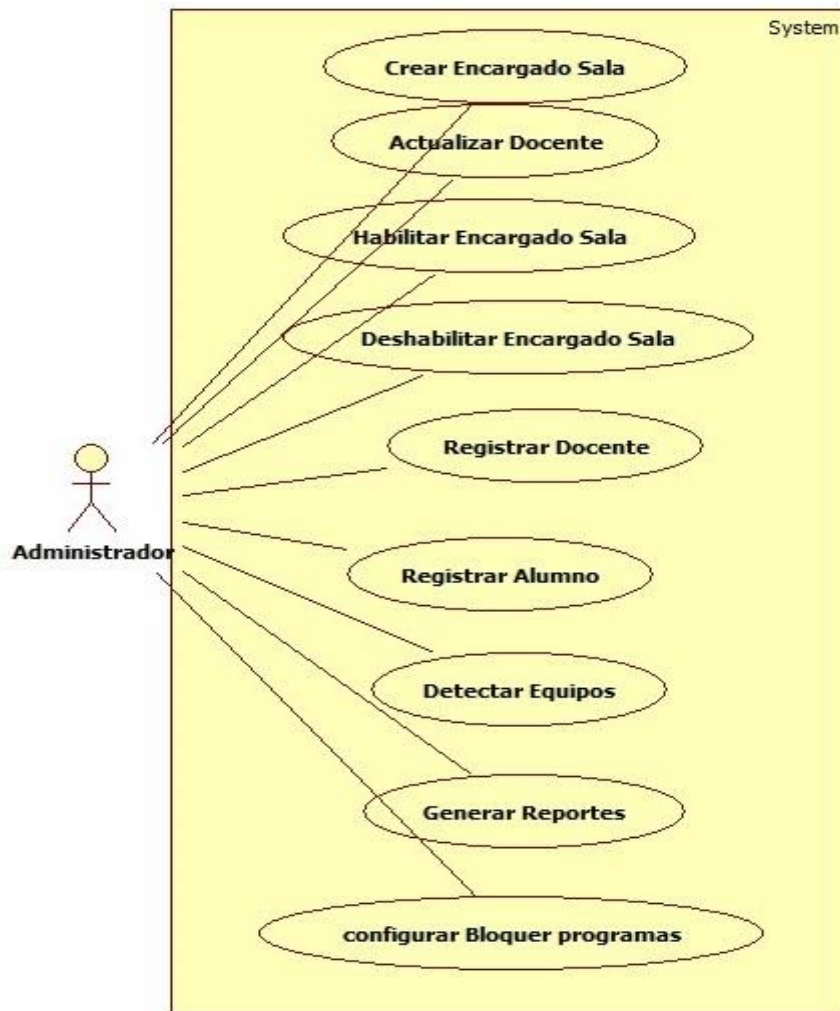 System
Crear Encargado Sala
Actualizar Docente
Habilitar Encargado Sala
Deshabilitar Encargado Sala
Registrar Docente
Administrador
Registrar Alumno
Detectar Equipos
Generar Reportes
configurar Bloquer programas